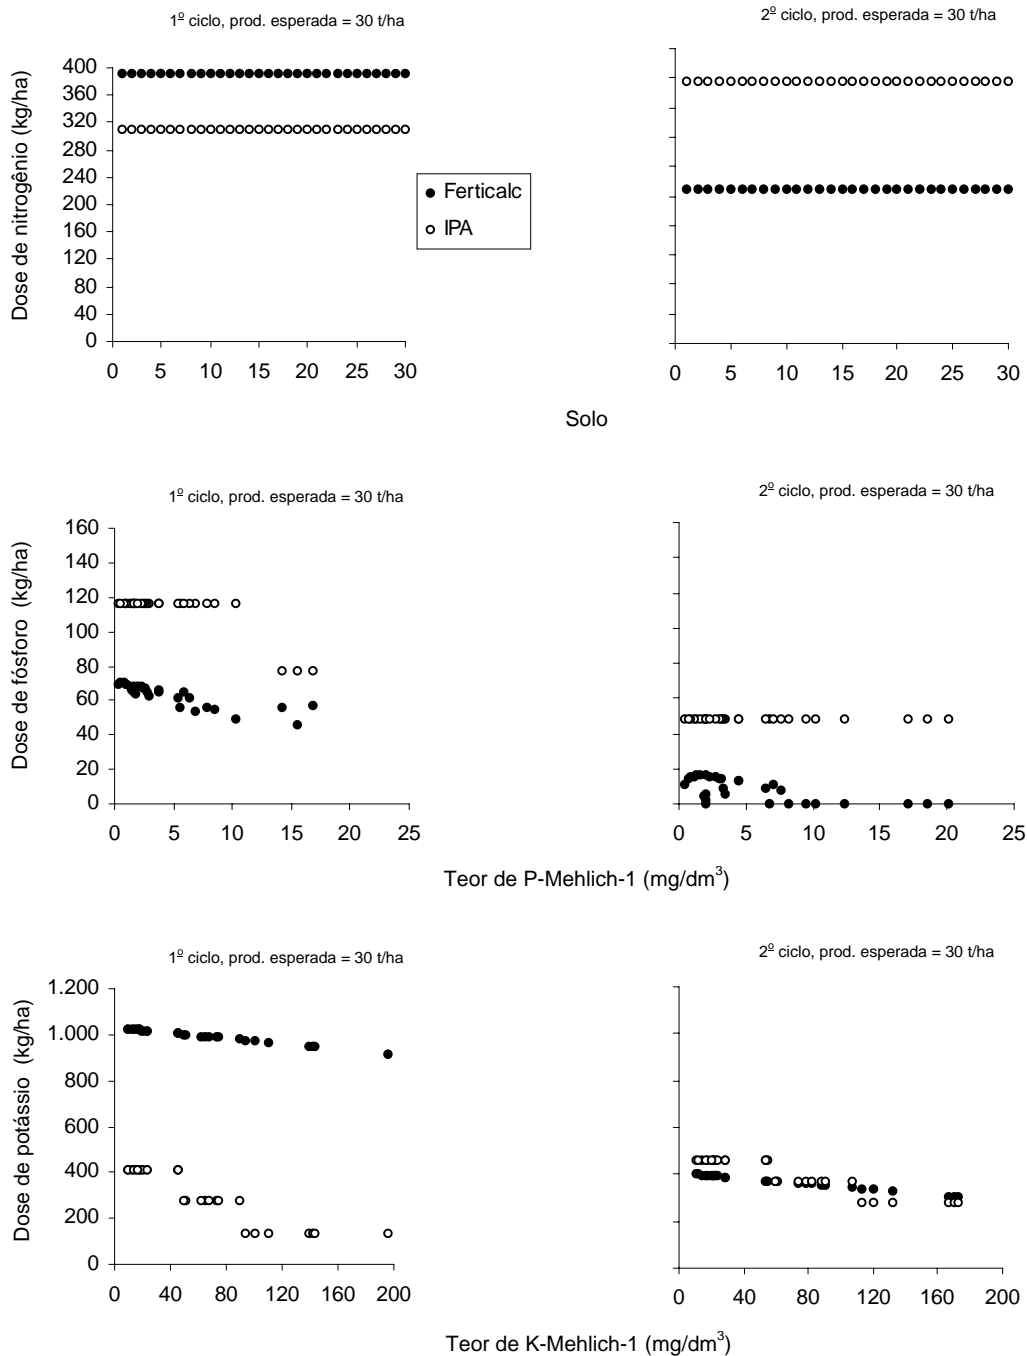 1º ciclo, prod. esperada = 30 t/ha
2º ciclo, prod. esperada = 30 t/ha
Dose de nitrogênio (kg/ha)
400
360
320
280
240
200
160
120
80
40
0
0 5 10 15 20 25 30
Ferticalc
IPA
0 5 10 15 20 25 30
Solo
1º ciclo, prod. esperada = 30 t/ha
2º ciclo, prod. esperada = 30 t/ha
Dose de fósforo (kg/ha)
160
140
120
100
80
60
40
20
0
0 5 10 15 20 25
0 5 10 15 20 25
Teor de P-Mehlich-1 (mg/dm³)
1º ciclo, prod. esperada = 30 t/ha
2º ciclo, prod. esperada = 30 t/ha
Dose de potássio (kg/ha)
1.200
1.000
800
600
400
200
0
0 40 80 120 160 200
0 40 80 120 160 200
Teor de K-Mehlich-1 (mg/dm³)